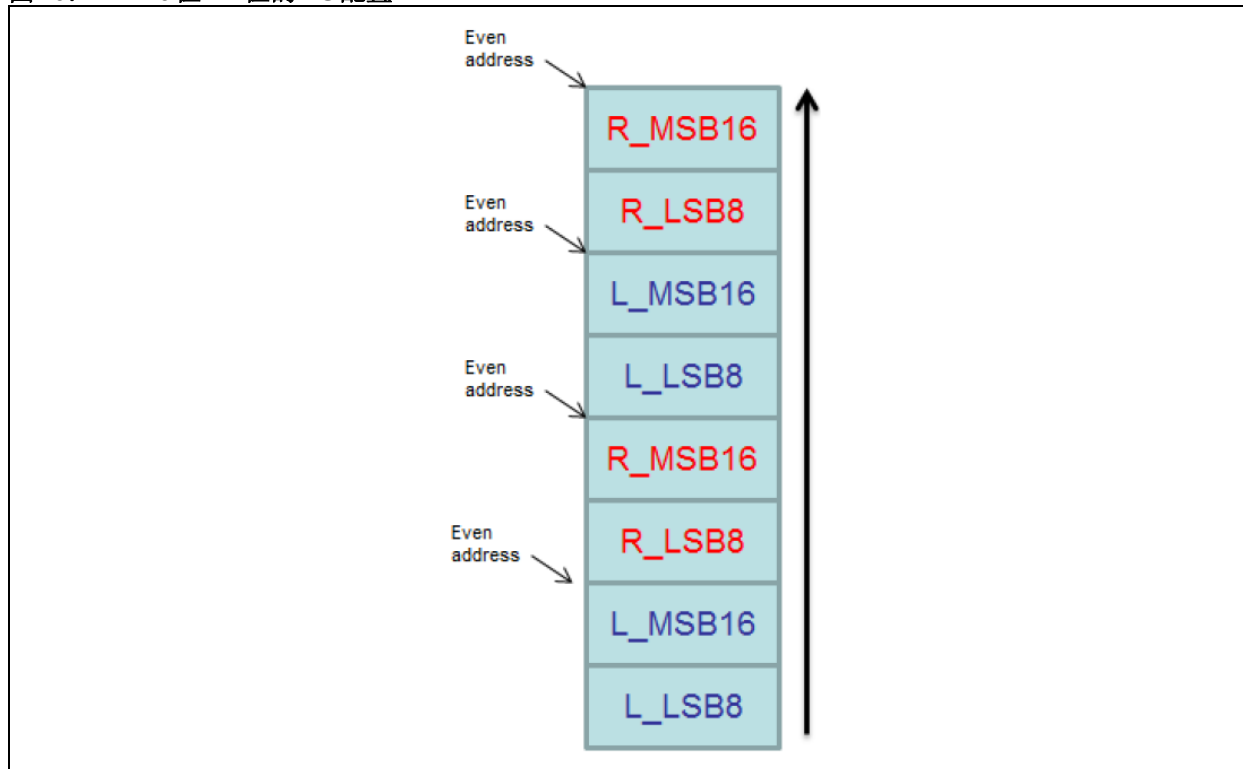 Even
address
R_MSB16
Even
address
R_LSB8
L_MSB16
Even
address
L_LSB8
R_MSB16
Even
address
R_LSB8
L_MSB16
L_LSB8